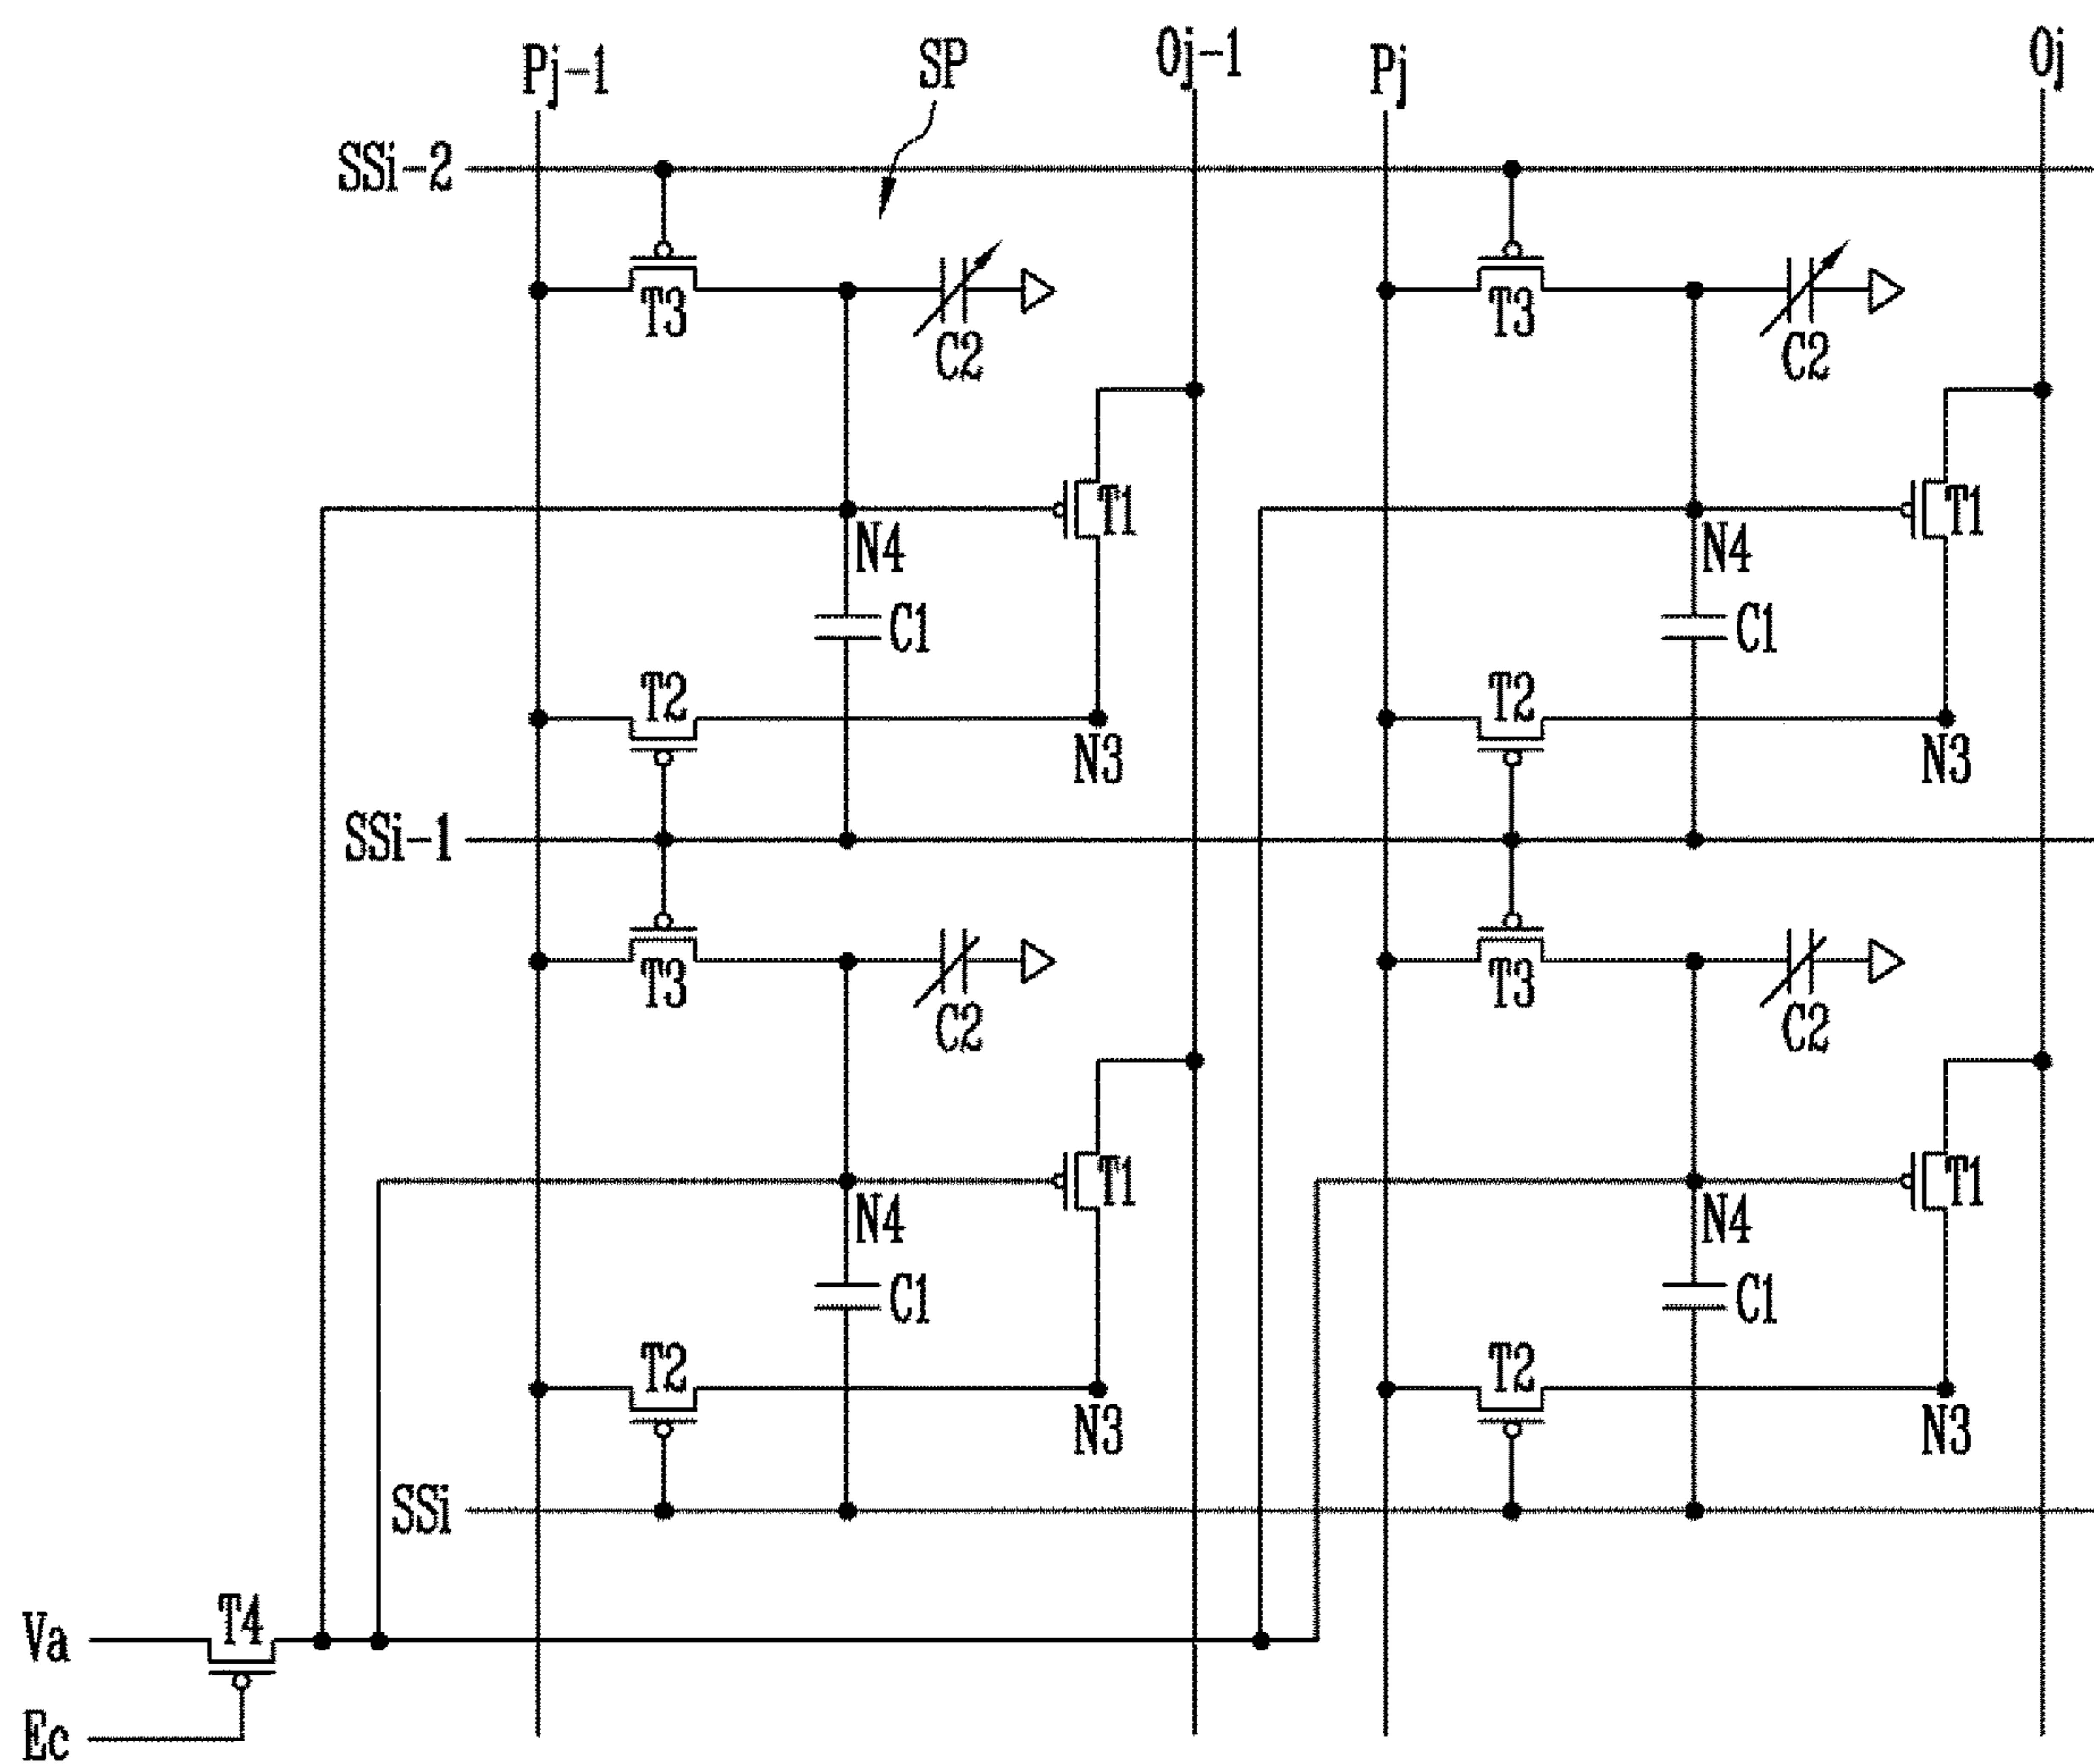 Pj-1 SP Oj-1 Pj Oj
SSi-2
T3 T3
C2 C2
T1 T1
N4 N4
C1 C1
T2 T2
N3 N3
SSi-1
T3 T3
C2 C2
T1 T1
N4 N4
C1 C1
T2 T2
N3 N3
SSi
T4
Va
Ec